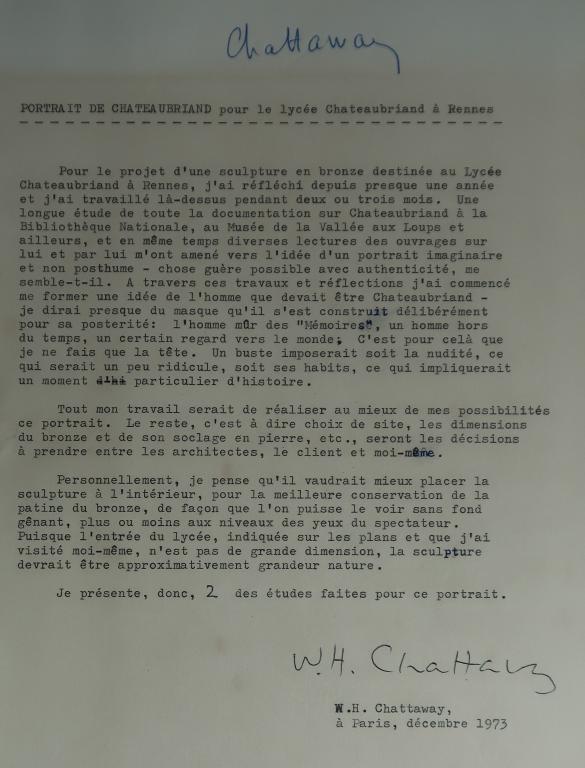 Chattaway
PORTRAIT DE CHATEAUBRIAND pour le lycée Chateaubriand à Rennes
Pour le projet d'une sculpture en bronze destinée au Lycée
Chateaubriand à Rennes, j'ai réfléchi depuis presque une année
et j'ai travaillé là-dessus pendant deux ou trois mois. Une
longue étude de toute la documentation sur Chateaubriand à la
Bibliothèque Nationale, au Musée de la Vallée aux Loups et
ailleurs, et en même temps diverses lectures des ouvrages sur
lui et par lui m'ont amené vers l'idée d'un portrait imaginaire
et non posthume - chose guère possible avec authenticité, me
semble-t-il. A travers ces travaux et réflections j'ai commencé
me former une idée de l'homme que devait être Chateaubriand -
je dirai presque du masque qu'il s'est construit délibérément
pour sa posterité: l'homme mûr des "Mémoires", un homme hors
du temps, un certain regard vers le monde; C'est pour celà que
je ne fais que la tête. Un buste imposerait soit la nudité, ce
qui serait un peu ridicule, soit ses habits, ce qui impliquerait
un moment d'hi particulier d'histoire.
Tout mon travail serait de réaliser au mieux de mes possibilités
ce portrait. Le reste, c'est à dire choix de site, les dimensions
du bronze et de son soclage en pierre, etc., seront les décisions
à prendre entre les architectes, le client et moi-même.
Personnellement, je pense qu'il vaudrait mieux placer la
sculpture à l'intérieur, pour la meilleure conservation de la
patine du bronze, de façon que l'on puisse le voir sans fond
gênant, plus ou moins aux niveaux des yeux du spectateur.
Puisque l'entrée du lycée, indiquée sur les plans et que j'ai
visité moi-même, n'est pas de grande dimension, la sculpture
devrait être approximativement grandeur nature.
Je présente, donc, 2 des études faites pour ce portrait.
W.H. Chattaway
W.H. Chattaway,
à Paris, décembre 1973